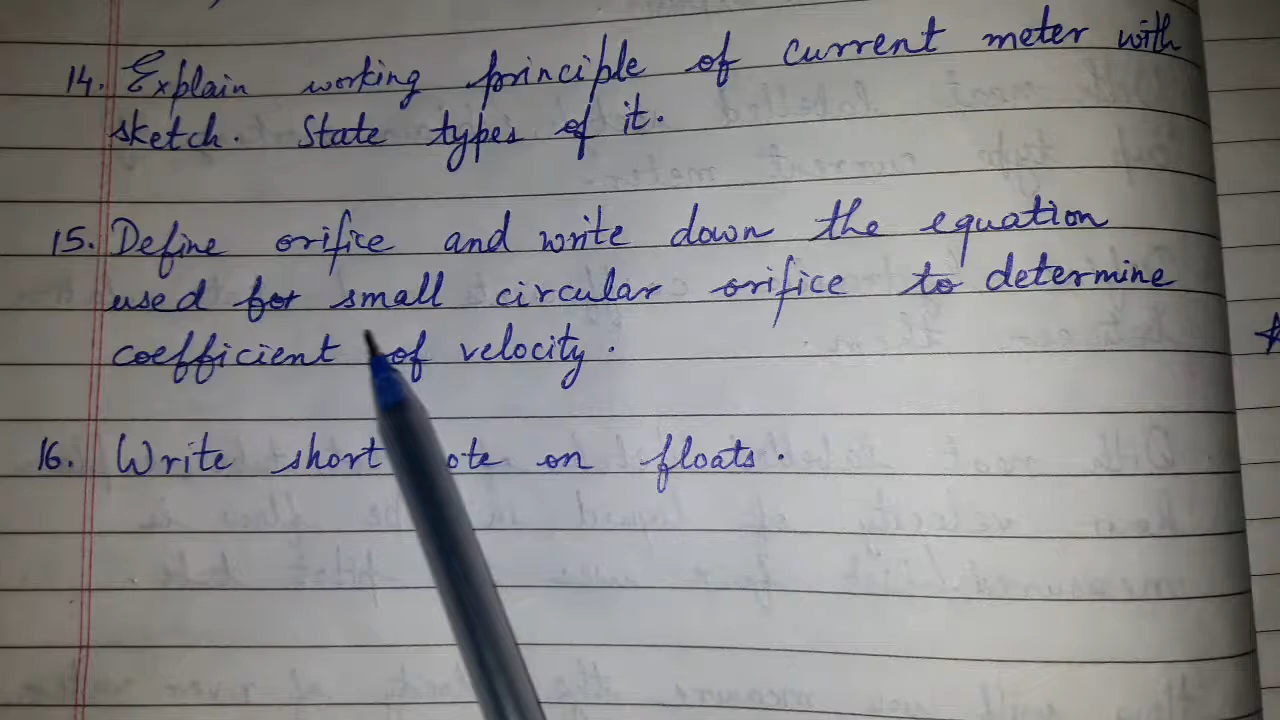 14. Explain working principle of current meter with
sketch. State types of it.
15. Define orifice and write down the equation
used for small circular orifice to determine
coefficient of velocity.
16. Write short ote on floats.